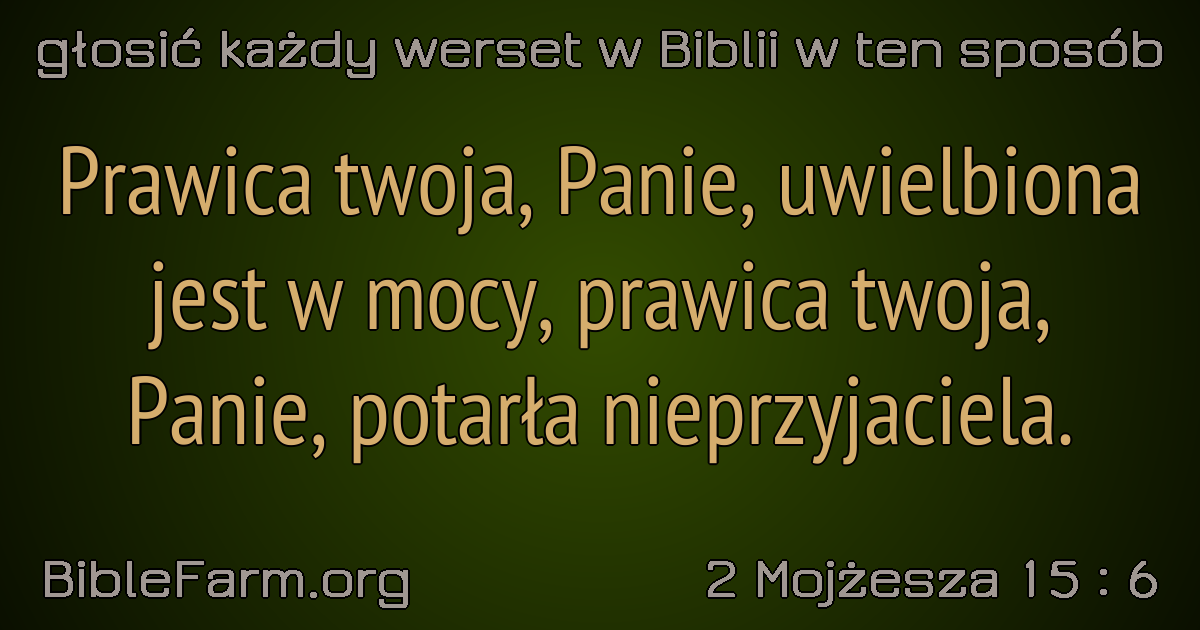 głosić każdy werset w Biblii w ten sposób
Prawica twoja, Panie, uwielbiona
jest w mocy, prawica twoja,
Panie, potarła nieprzyjaciela.
BibleFarm.org
2 Mojżesza 15 : 6